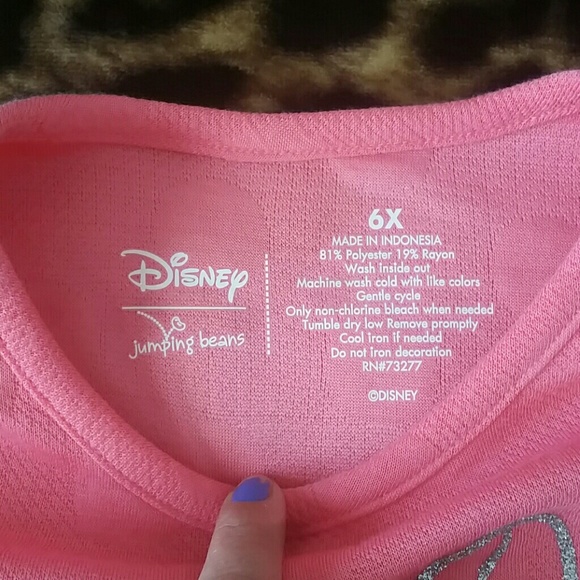 Disney
jumping beans
6X
MADE IN INDONESIA
81% Polyester 19% Rayon
Wash inside out
Machine wash cold with like colors
Gentle cycle
Only non-chlorine bleach when needed
Tumble dry low Remove promptly
Cool iron if needed
Do not iron decoration
RN#73277
©DISNEY